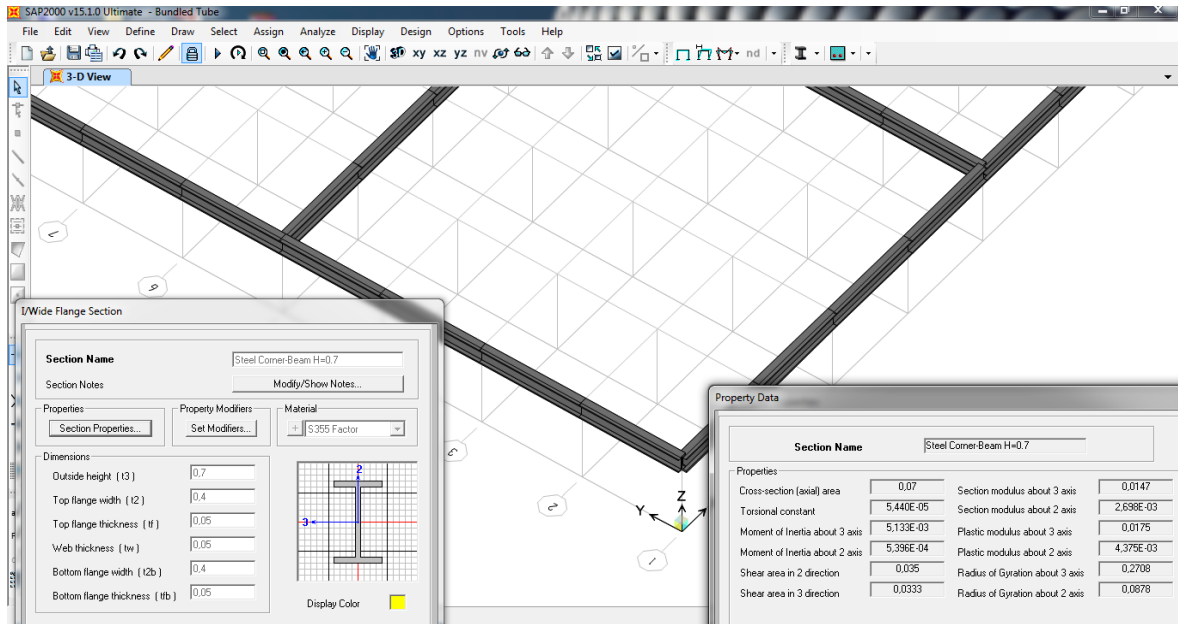 SAP2000 v15.1.0 Ultimate - Bundled Tube
File Edit View Define Draw Select Assign Analyze Display Design Options Tools Help
3D xy xz yz nv nd
3-D View
I/Wide Flange Section
Section Name Steel Corner-Beam H=0.7
Section Notes Modify/Show Notes...
Properties Property Modifiers Material
Section Properties... Set Modifiers... + S355 Factor
Dimensions
Outside height ( t3 ) 0,7
Top flange width ( t2 ) 0,4
Top flange thickness ( tf ) 0,05
Web thickness ( tw ) 0,05
Bottom flange width ( t2b ) 0,4
Bottom flange thickness ( tfb ) 0,05
2
3
Display Color
Z
Y
1
2
Property Data
Section Name Steel Corner-Beam H=0.7
Properties
Cross-section (axial) area 0,07 Section modulus about 3 axis 0,0147
Torsional constant 5,440E-05 Section modulus about 2 axis 2,698E-03
Moment of Inertia about 3 axis 5,133E-03 Plastic modulus about 3 axis 0,0175
Moment of Inertia about 2 axis 5,396E-04 Plastic modulus about 2 axis 4,375E-03
Shear area in 2 direction 0,035 Radius of Gyration about 3 axis 0,2708
Shear area in 3 direction 0,0333 Radius of Gyration about 2 axis 0,0878